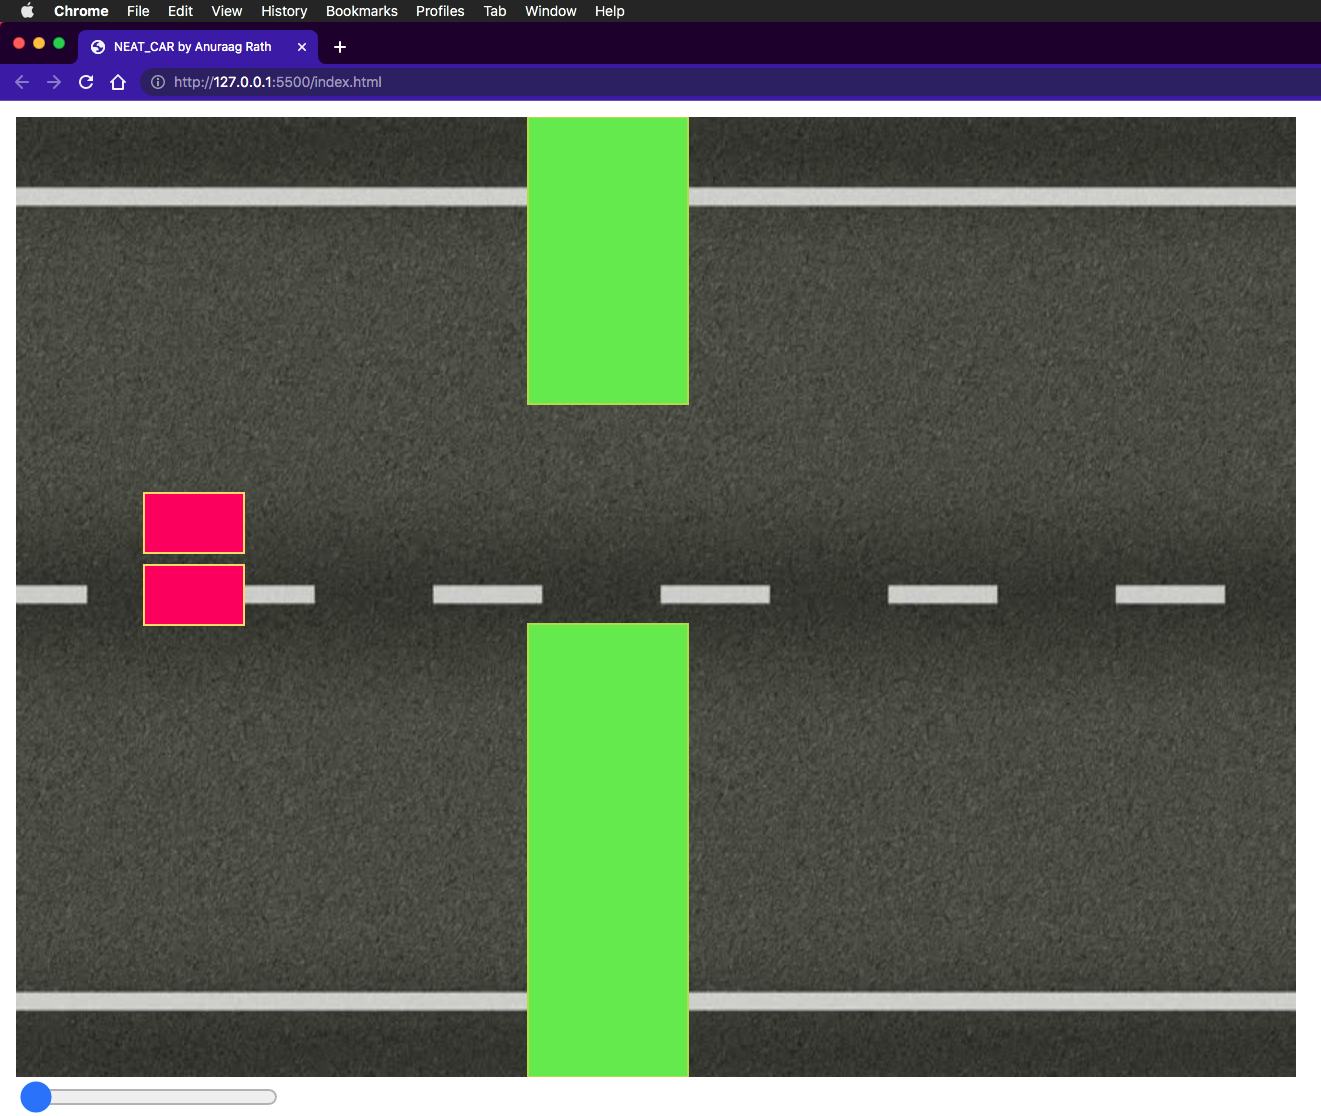 Chrome File Edit View History Bookmarks Profiles Tab Window Help
NEAT_CAR by Anuraag Rath
http://127.0.0.1:5500/index.html